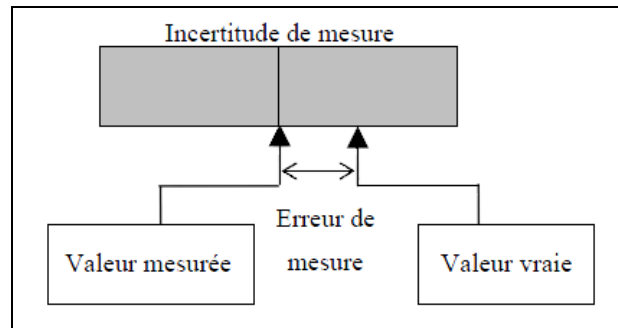 Incertitude de mesure
Valeur mesurée
Erreur de
mesure
Valeur vraie